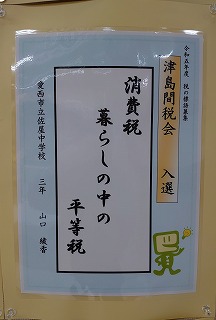 令和五年度 税の標語募集
津島間税会 入選
消費税
暮らしの中の
平等税
愛西市立佐屋中学校 三年 山口 綾香